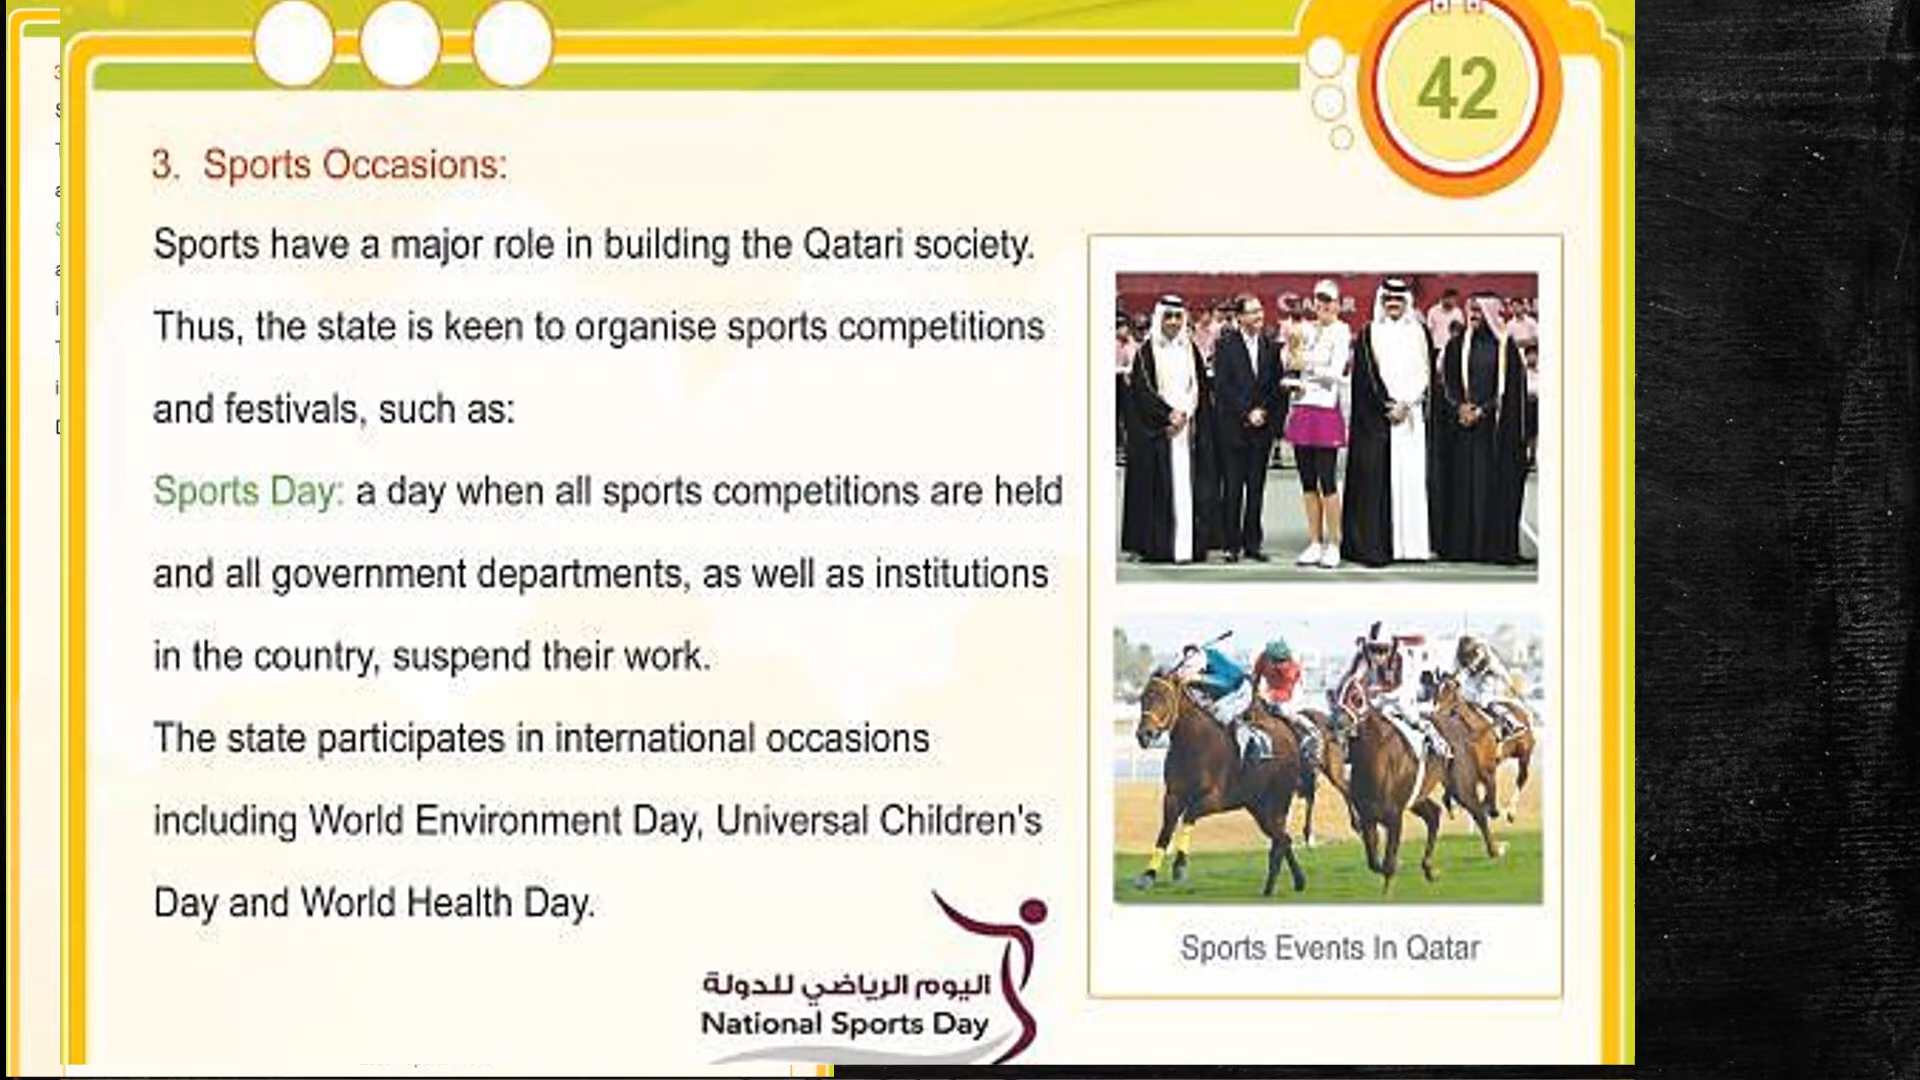 42
3. Sports Occasions:
Sports have a major role in building the Qatari society.
Thus, the state is keen to organise sports competitions
and festivals, such as:
Sports Day: a day when all sports competitions are held
and all government departments, as well as institutions
in the country, suspend their work.
The state participates in international occasions
including World Environment Day, Universal Children's
Day and World Health Day.
اليوم الرياضي للدولة
National Sports Day
Sports Events In Qatar